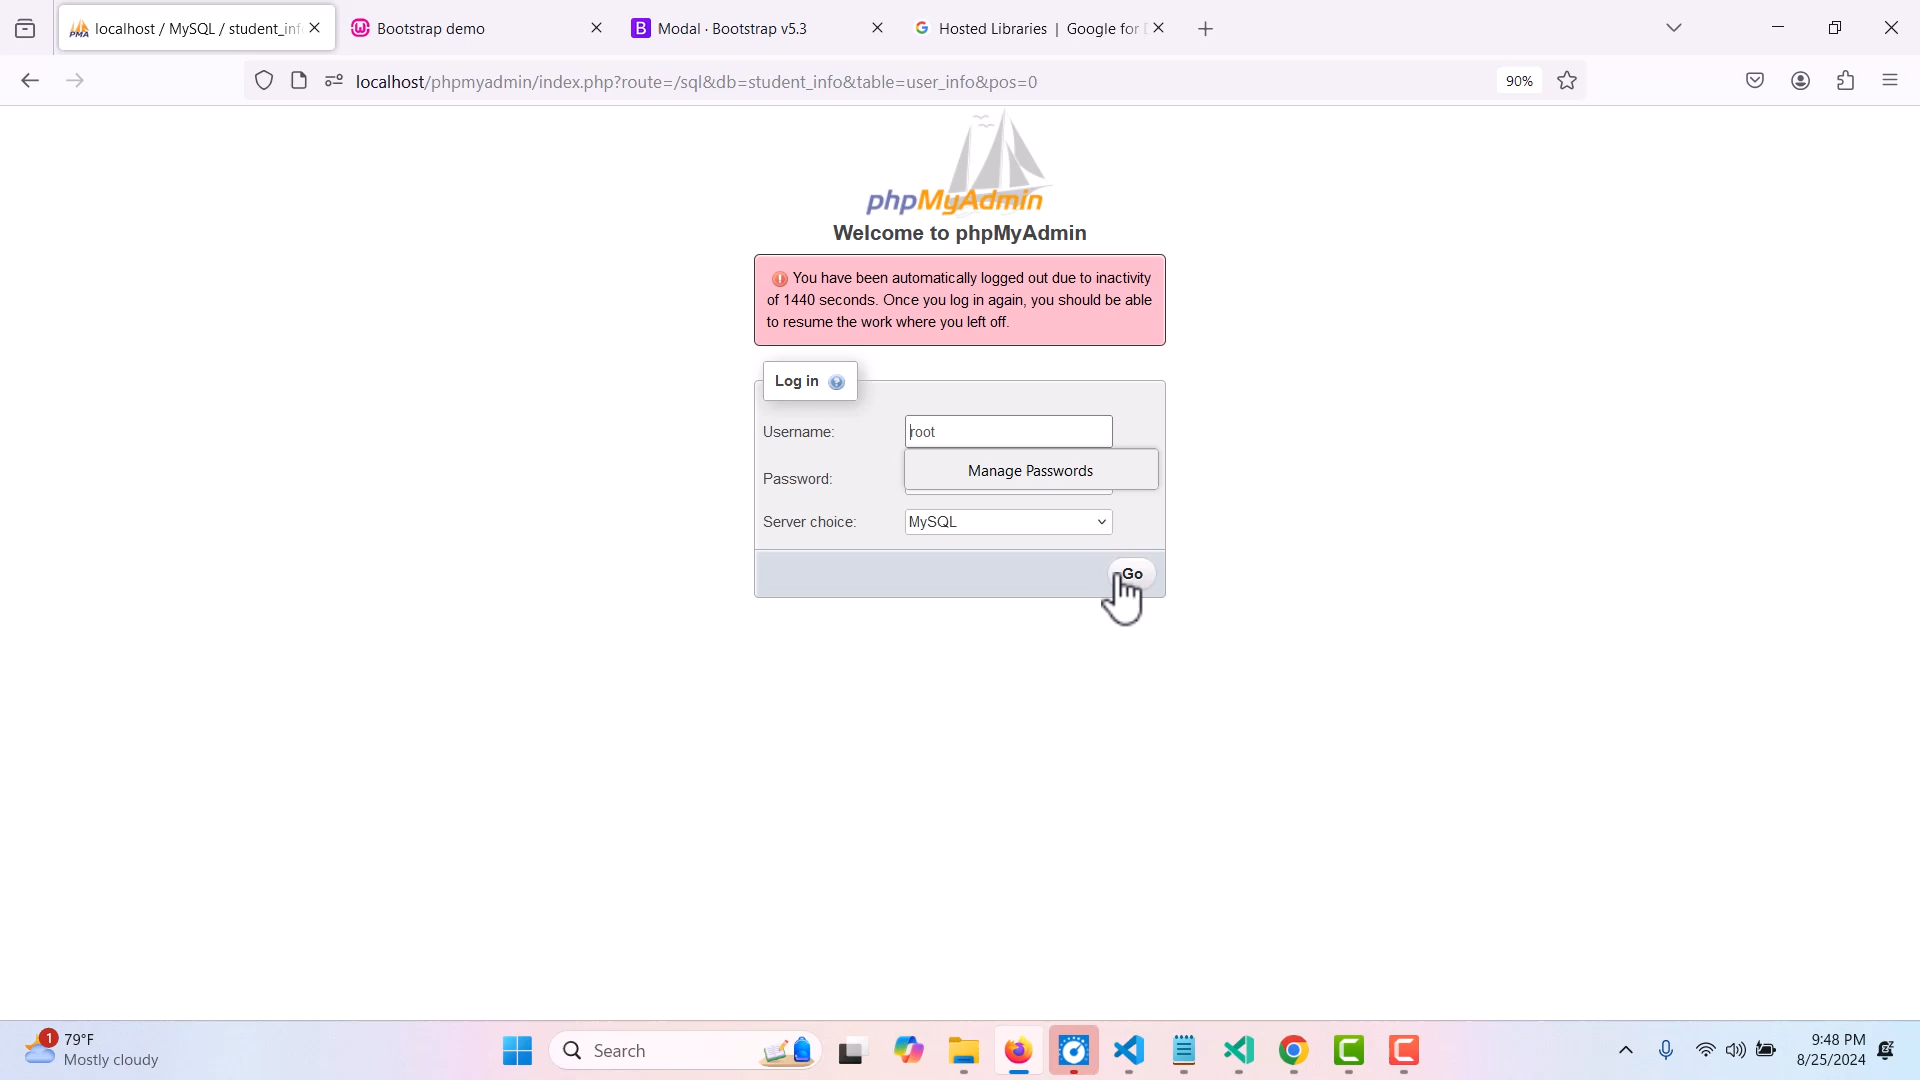 localhost / MySQL / student_inf
Bootstrap demo
Modal · Bootstrap v5.3
Hosted Libraries | Google for D
localhost/phpmyadmin/index.php?route=/sql&db=student_info&table=user_info&pos=0
90%
phpMyAdmin
Welcome to phpMyAdmin
You have been automatically logged out due to inactivity
of 1440 seconds. Once you log in again, you should be able
to resume the work where you left off.
Log in
Username:
root
Manage Passwords
Password:
Server choice:
MySQL
Go
1
79°F
Mostly cloudy
Search
9:48 PM
8/25/2024